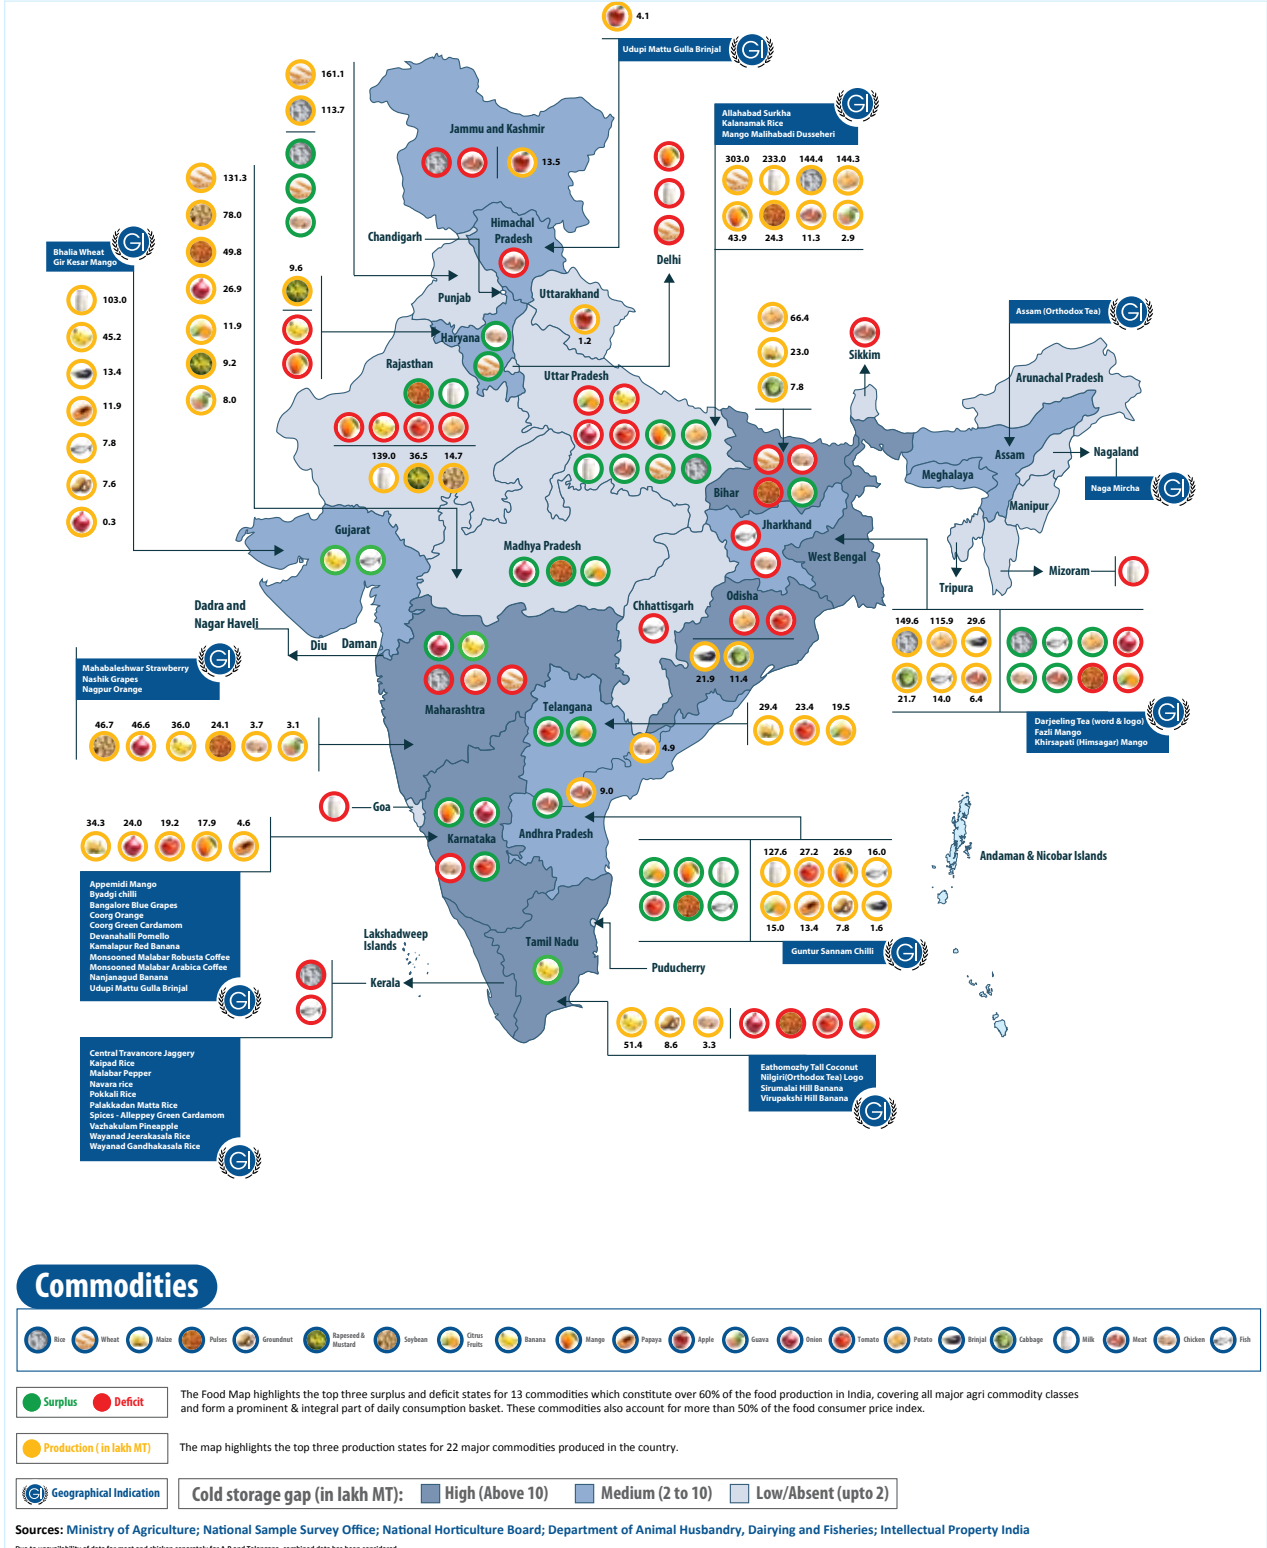 4.1
Udupi Mattu Gulla Brinjal
GI
161.1
113.7
Allahabad Surkha
Kalanamak Rice
Mango Malihabadi Dusseheri
GI
303.0 233.0 144.4 144.3
43.9 24.3 11.3 2.9
Jammu and Kashmir
13.5
131.3
78.0
49.8
26.9
11.9
9.2
8.0
Himachal
Pradesh
Chandigarh
Delhi
Bhalia Wheat
Gir Kesar Mango
GI
103.0
45.2
13.4
11.9
7.8
7.6
0.3
9.6
Punjab
Uttarakhand
1.2
Haryana
Rajasthan
139.0 36.5 14.7
Uttar Pradesh
66.4
23.0
7.8
Sikkim
Assam (Orthodox Tea)
GI
Arunachal Pradesh
Assam
Nagaland
Meghalaya
Naga Mircha
GI
Manipur
Bihar
Jharkhand
West Bengal
Gujarat
Madhya Pradesh
Mizoram
Tripura
Chhattisgarh
Odisha
21.9 11.4
149.6 115.9 29.6
21.7 14.0 6.4
Darjeeling Tea (word & logo)
Fazli Mango
Khirsapati (Himsagar) Mango
GI
Dadra and
Nagar Haveli
Diu Daman
Mahabaleshwar Strawberry
Nashik Grapes
Nagpur Orange
GI
46.7 46.6 36.0 24.1 3.7 3.1
Maharashtra
Telangana
29.4 23.4 19.5
4.9
9.0
Goa
34.3 24.0 19.2 17.9 4.6
Karnataka
Andhra Pradesh
127.6 27.2 26.9 16.0
15.0 13.4 7.8 1.6
Guntur Sannam Chilli
GI
Andaman & Nicobar Islands
Appemidi Mango
Byadgi chilli
Bangalore Blue Grapes
Coorg Orange
Coorg Green Cardamom
Devanahalli Pomello
Kamalapur Red Banana
Monsooned Malabar Robusta Coffee
Monsooned Malabar Arabica Coffee
Nanjanagud Banana
Udupi Mattu Gulla Brinjal
GI
Lakshadweep
Islands
Tamil Nadu
Puducherry
Kerala
51.4 8.6 3.3
Eathomozhy Tall Coconut
Nilgiri(Orthodox Tea) Logo
Sirumalai Hill Banana
Virupakshi Hill Banana
GI
Central Travancore Jaggery
Kaipad Rice
Malabar Pepper
Navara rice
Pokkali Rice
Palakkadan Matta Rice
Spices - Alleppey Green Cardamom
Vazhakulam Pineapple
Wayanad Jeerakasala Rice
Wayanad Gandhakasala Rice
GI
Commodities
Rice Wheat Maize Pulses Groundnut Rapeseed & Mustard Soybean Citrus Fruits Banana Mango Papaya Apple Guava Onion Tomato Potato Brinjal Cabbage Milk Meat Chicken Fish
Surplus Deficit
The Food Map highlights the top three surplus and deficit states for 13 commodities which constitute over 60% of the food production in India, covering all major agri commodity classes
and form a prominent & integral part of daily consumption basket. These commodities also account for more than 50% of the food consumer price index.
Production ( in lakh MT)
The map highlights the top three production states for 22 major commodities produced in the country.
GI Geographical Indication
Cold storage gap (in lakh MT): High (Above 10) Medium (2 to 10) Low/Absent (upto 2)
Sources: Ministry of Agriculture; National Sample Survey Office; National Horticulture Board; Department of Animal Husbandry, Dairying and Fisheries; Intellectual Property India